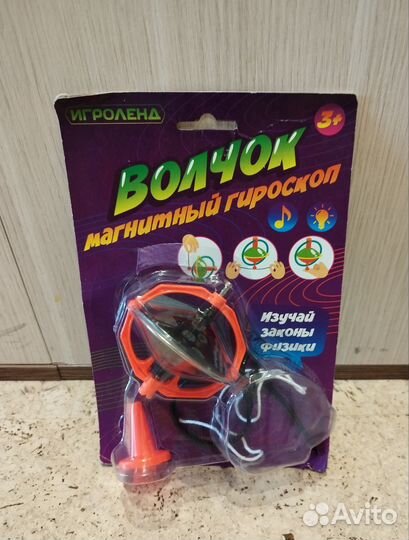 ИГРОЛЕНД
3+
ВОЛЧОК
МАГНИТНЫЙ ГИРОСКОП
Изучай
законы
физики
Avito